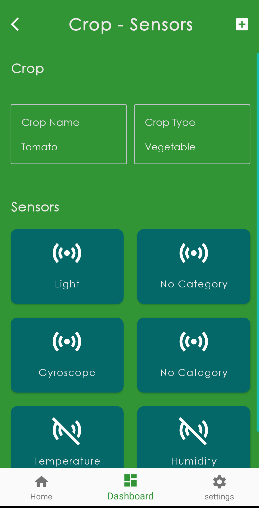 Crop - Sensors
Crop
Crop Name
Tomato
Crop Type
Vegetable
Sensors
Light
No Category
Gyroscope
No Category
Temperature
Humidity
Home
Dashboard
settings